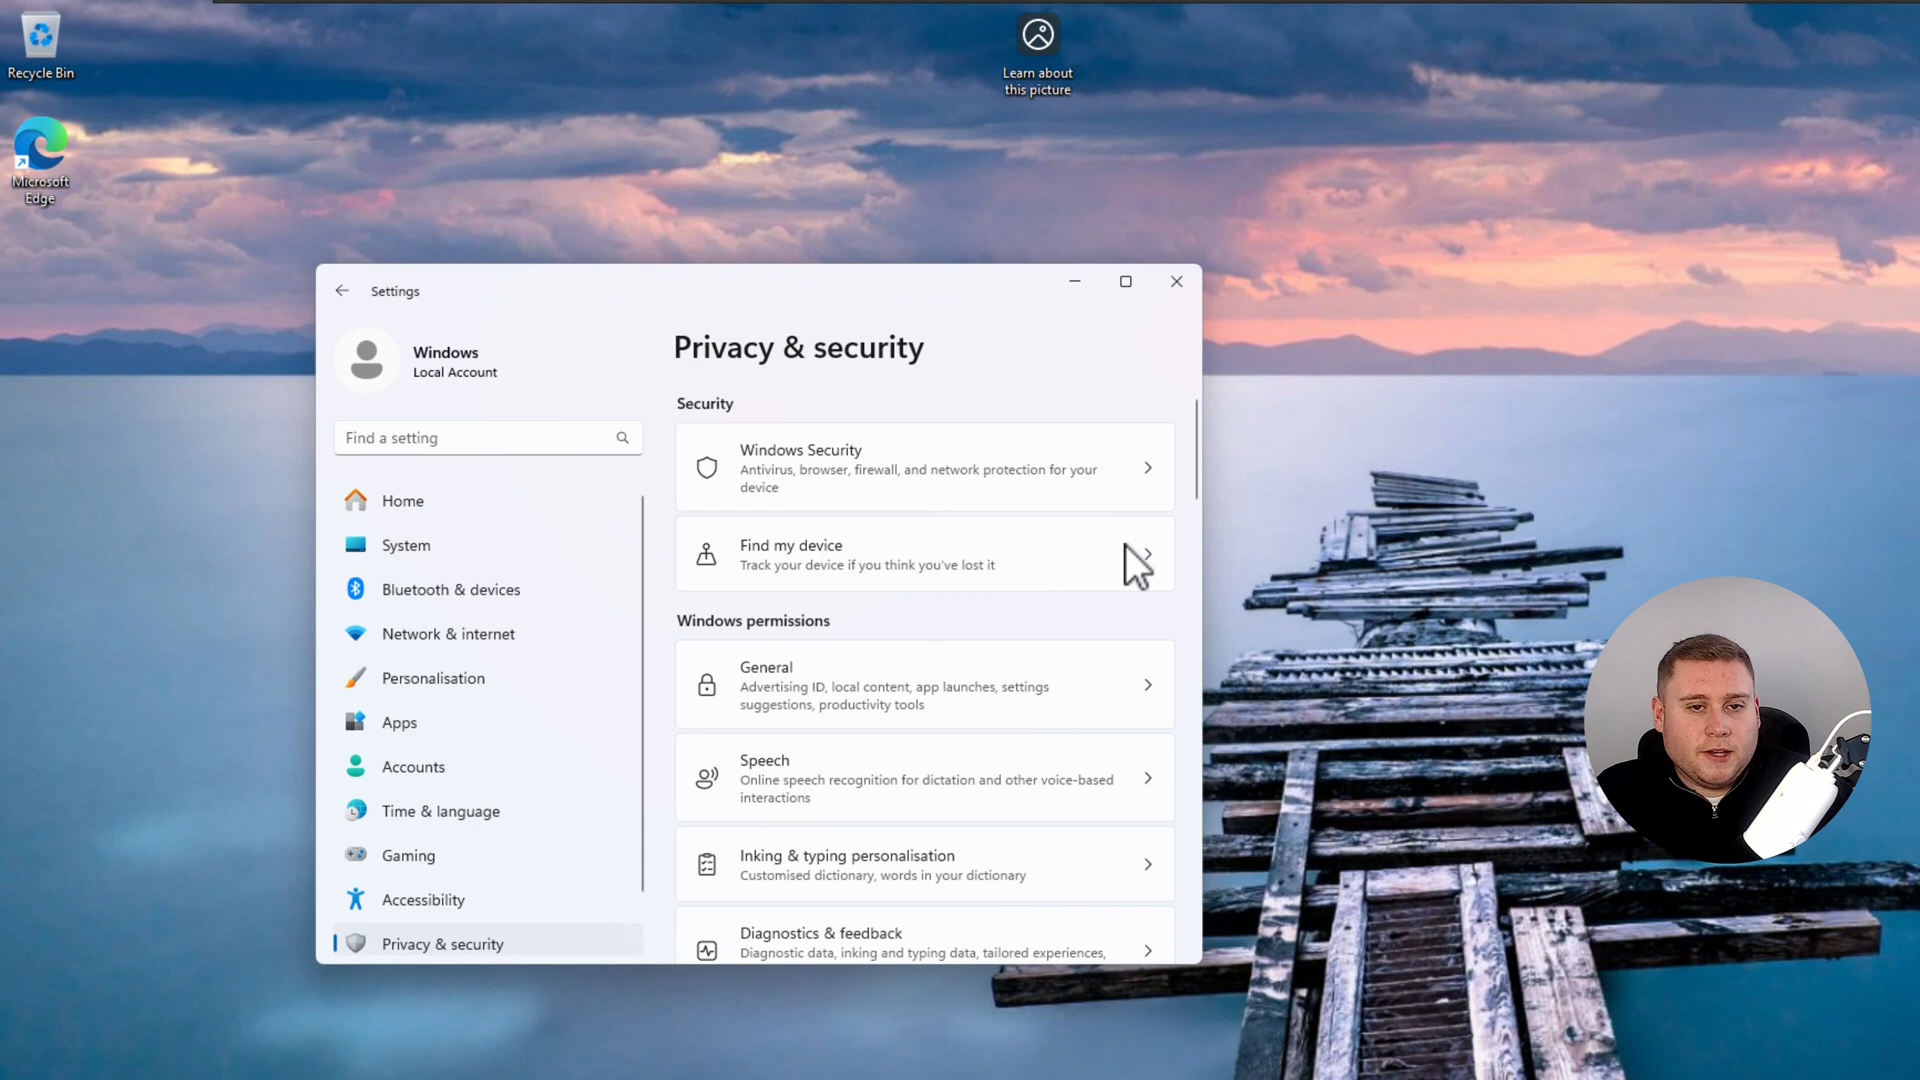 Recycle Bin
Microsoft
Edge
Learn about
this picture
Settings
Windows
Local Account
Find a setting
Home
System
Bluetooth & devices
Network & internet
Personalisation
Apps
Accounts
Time & language
Gaming
Accessibility
Privacy & security
Privacy & security
Security
Windows Security
Antivirus, browser, firewall, and network protection for your
device
Find my device
Track your device if you think you've lost it
Windows permissions
General
Advertising ID, local content, app launches, settings
suggestions, productivity tools
Speech
Online speech recognition for dictation and other voice-based
interactions
Inking & typing personalisation
Customised dictionary, words in your dictionary
Diagnostics & feedback
Diagnostic data, inking and typing data, tailored experiences,